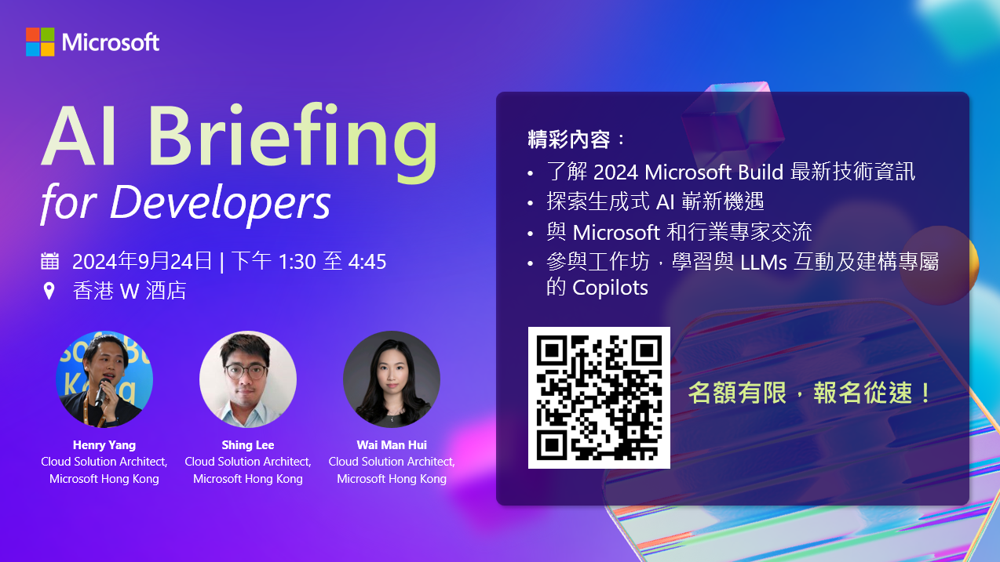 Microsoft
AI Briefing
for Developers
2024年9月24日 | 下午 1:30 至 4:45
香港 W 酒店
Henry Yang
Cloud Solution Architect,
Microsoft Hong Kong
Shing Lee
Cloud Solution Architect,
Microsoft Hong Kong
Wai Man Hui
Cloud Solution Architect,
Microsoft Hong Kong
精彩內容：
• 了解 2024 Microsoft Build 最新技術資訊
• 探索生成式 AI 嶄新機遇
• 與 Microsoft 和行業專家交流
• 參與工作坊，學習與 LLMs 互動及建構專屬
的 Copilots
名額有限，報名從速！